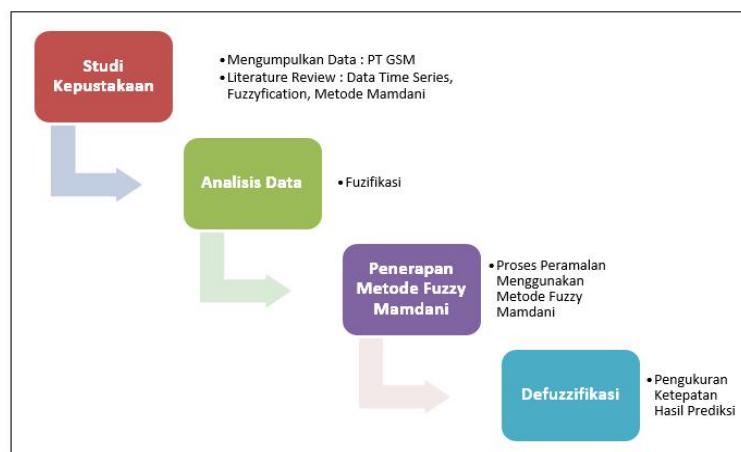 Studi
Kepustakaan
•Mengumpulkan Data : PT GSM
•Literature Review : Data Time Series,
Fuzzyfication, Metode Mamdani
Analisis Data
•Fuzifikasi
Penerapan
Metode Fuzzy
Mamdani
•Proses Peramalan
Menggunakan
Metode Fuzzy
Mamdani
Defuzzifikasi
•Pengukuran
Ketepatan
Hasil Prediksi